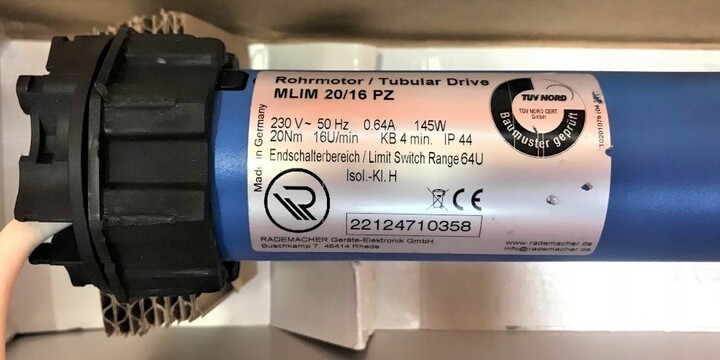 Rohrmotor / Tubular Drive
MLIM 20/16 PZ
230 V~ 50 Hz 0.64A 145W
20Nm 16U/min KB 4 min. IP 44
Endschalterbereich / Limit Switch Range 64U
Isol.-Kl. H
Made in Germany
TÜV NORD
TÜV NORD CERT
GmbH
Baumuster geprüft
CE
22124710358
RADEMACHER Geräte-Elektronik GmbH
Buschkamp 7, 46414 Rhede
www.rademacher.de
info@rademacher.de